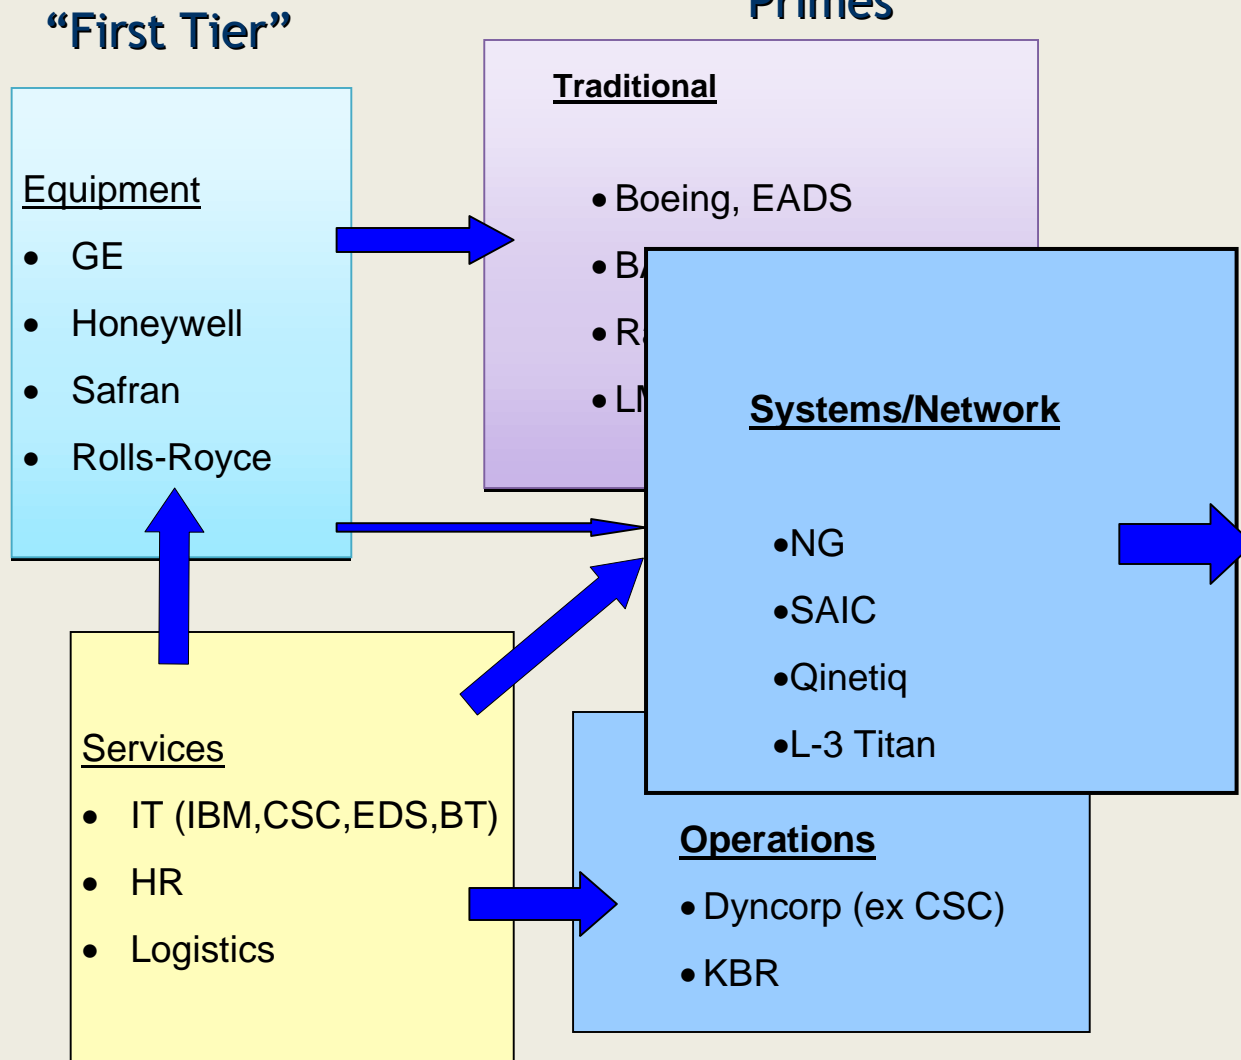 “First Tier”
Primes
Equipment
• GE
• Honeywell
• Safran
• Rolls-Royce
Traditional
• Boeing, EADS
Systems/Network
•NG
•SAIC
•Qinetiq
•L-3 Titan
Services
• IT (IBM,CSC,EDS,BT)
• HR
• Logistics
Operations
• Dyncorp (ex CSC)
• KBR